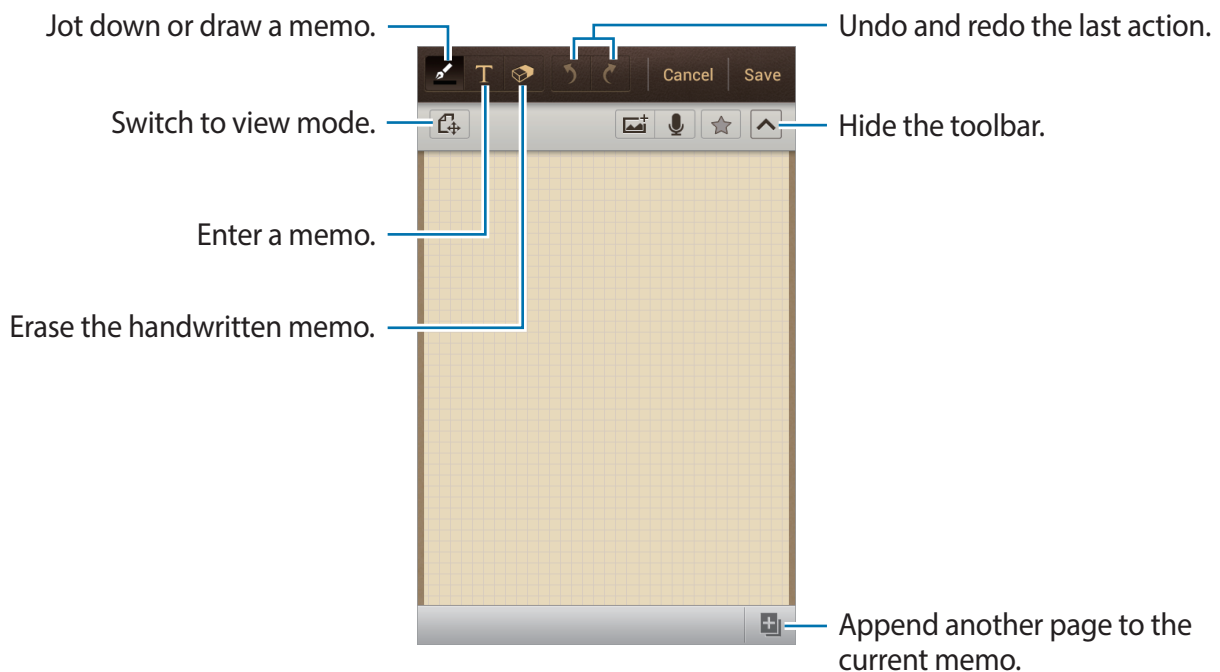 Jot down or draw a memo.
Undo and redo the last action.
T
Cancel
Save
Switch to view mode.
Hide the toolbar.
Enter a memo.
Erase the handwritten memo.
Append another page to the
current memo.